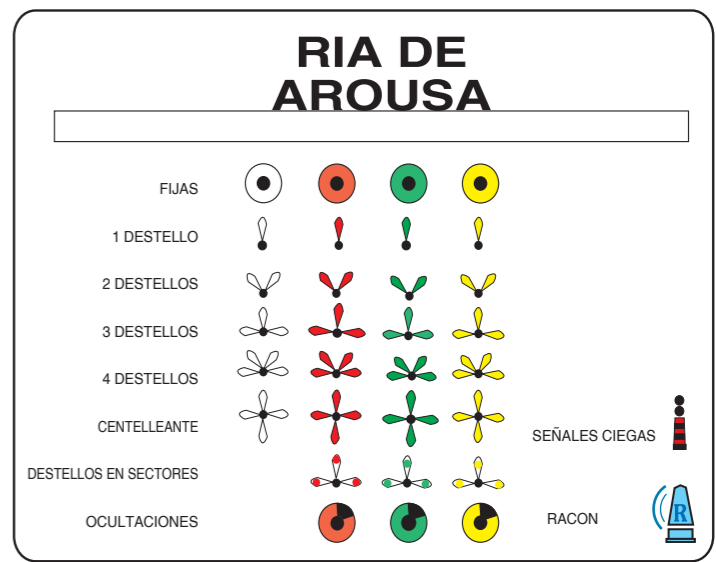 RIA DE
AROUSA
FIJAS
1 DESTELLO
2 DESTELLOS
3 DESTELLOS
4 DESTELLOS
CENTELLEANTE
SEÑALES CIEGAS
DESTELLOS EN SECTORES
OCULTACIONES
RACON
R